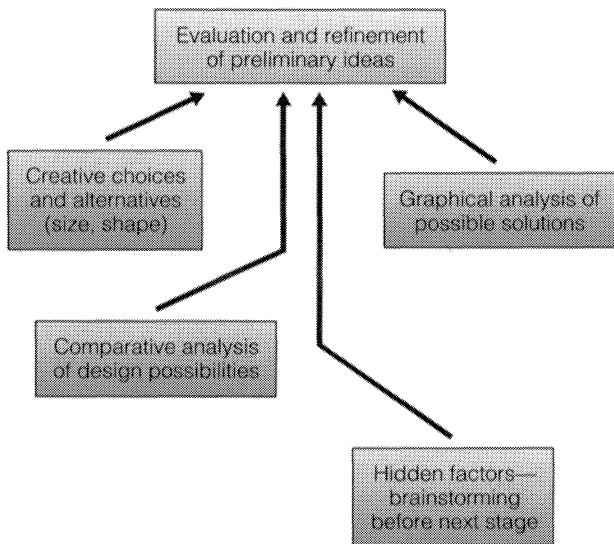 Evaluation and refinement
of preliminary ideas
Creative choices
and alternatives
(size, shape)
Graphical analysis of
possible solutions
Comparative analysis
of design possibilities
Hidden factors—
brainstorming
before next stage